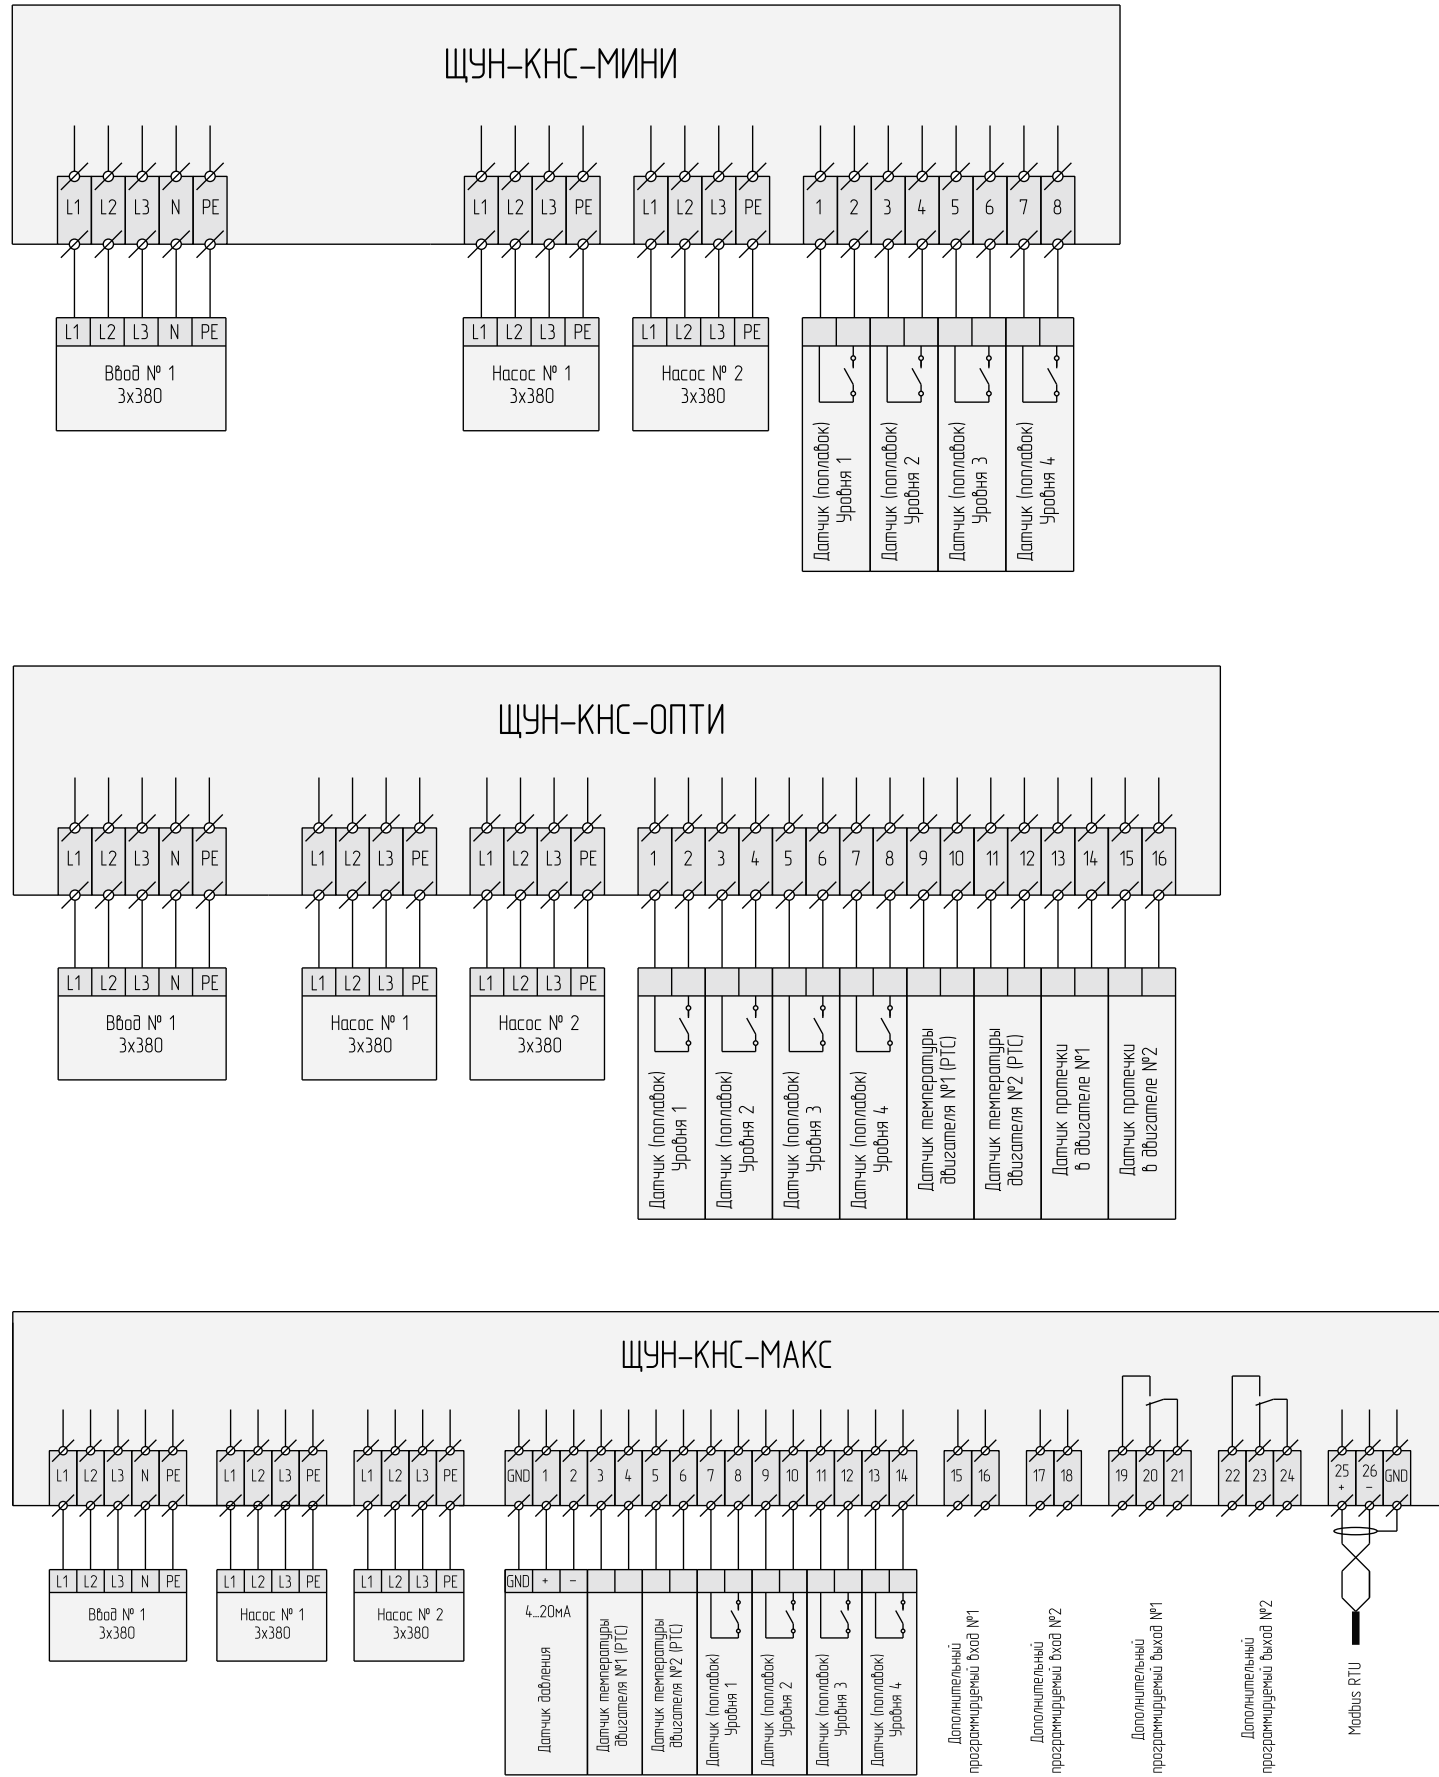 ЩУН-КНС-МИНИ
L1 L2 L3 N PE L1 L2 L3 PE L1 L2 L3 PE 1 2 3 4 5 6 7 8
L1 L2 L3 N PE L1 L2 L3 PE L1 L2 L3 PE
Ввод № 1
3х380
Насос № 1
3х380
Насос № 2
3х380
Датчик (поплавок)
Уровня 1
Датчик (поплавок)
Уровня 2
Датчик (поплавок)
Уровня 3
Датчик (поплавок)
Уровня 4
ЩУН-КНС-ОПТИ
L1 L2 L3 N PE L1 L2 L3 PE L1 L2 L3 PE 1 2 3 4 5 6 7 8 9 10 11 12 13 14 15 16
L1 L2 L3 N PE L1 L2 L3 PE L1 L2 L3 PE
Ввод № 1
3х380
Насос № 1
3х380
Насос № 2
3х380
Датчик (поплавок)
Уровня 1
Датчик (поплавок)
Уровня 2
Датчик (поплавок)
Уровня 3
Датчик (поплавок)
Уровня 4
Датчик температуры
двигателя №1 (PTC)
Датчик температуры
двигателя №2 (PTC)
Датчик протечки
в двигателе №1
Датчик протечки
в двигателе №2
ЩУН-КНС-МАКС
L1 L2 L3 N PE L1 L2 L3 PE L1 L2 L3 PE GND 1 2 3 4 5 6 7 8 9 10 11 12 13 14 15 16 17 18 19 20 21 22 23 24 25 26 GND
+ -
L1 L2 L3 N PE L1 L2 L3 PE L1 L2 L3 PE GND + -
Ввод № 1
3х380
Насос № 1
3х380
Насос № 2
3х380
4...20мА
Датчик давления
Датчик температуры
двигателя №1 (PTC)
Датчик температуры
двигателя №2 (PTC)
Датчик (поплавок)
Уровня 1
Датчик (поплавок)
Уровня 2
Датчик (поплавок)
Уровня 3
Датчик (поплавок)
Уровня 4
Дополнительный
программируемый вход №1
Дополнительный
программируемый вход №2
Дополнительный
программируемый выход №1
Дополнительный
программируемый выход №2
Modbus RTU